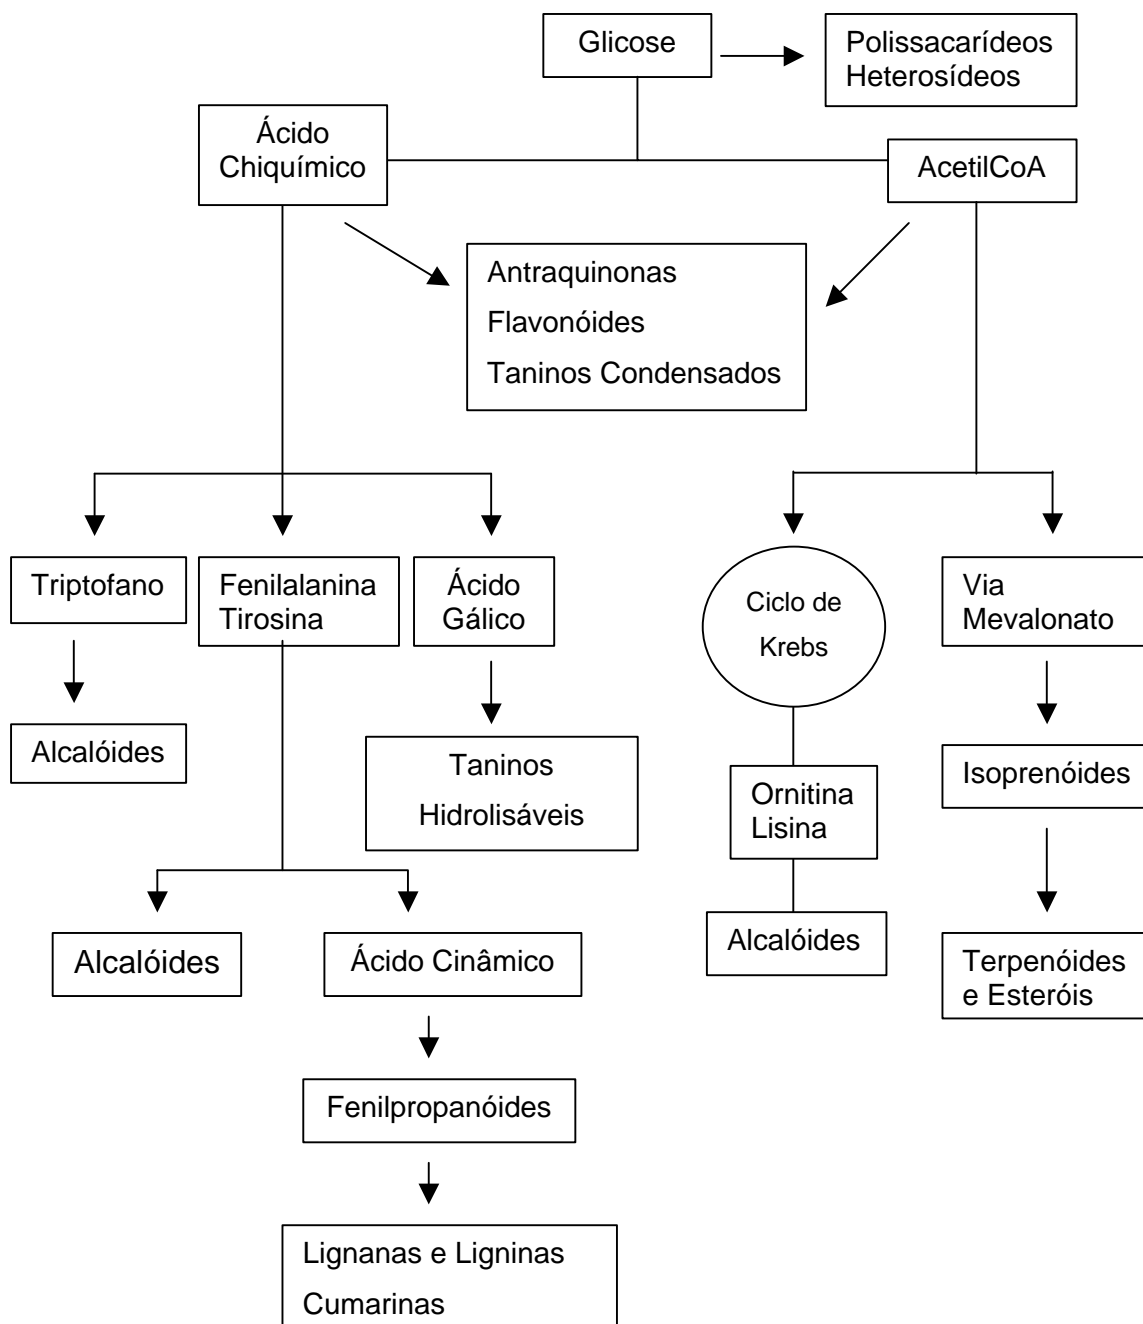 Glicose
Polissacarídeos
Heterosídeos
Ácido
Chiquímico
AcetilCoA
Antraquinonas
Flavonóides
Taninos Condensados
Triptofano
Fenilalanina
Tirosina
Ácido
Gálico
Ciclo de
Krebs
Via
Mevalonato
Alcalóides
Taninos
Hidrolisáveis
Ornitina
Lisina
Isoprenóides
Alcalóides
Ácido Cinâmico
Alcalóides
Terpenóides
e Esteróis
Fenilpropanóides
Lignanas e Ligninas
Cumarinas